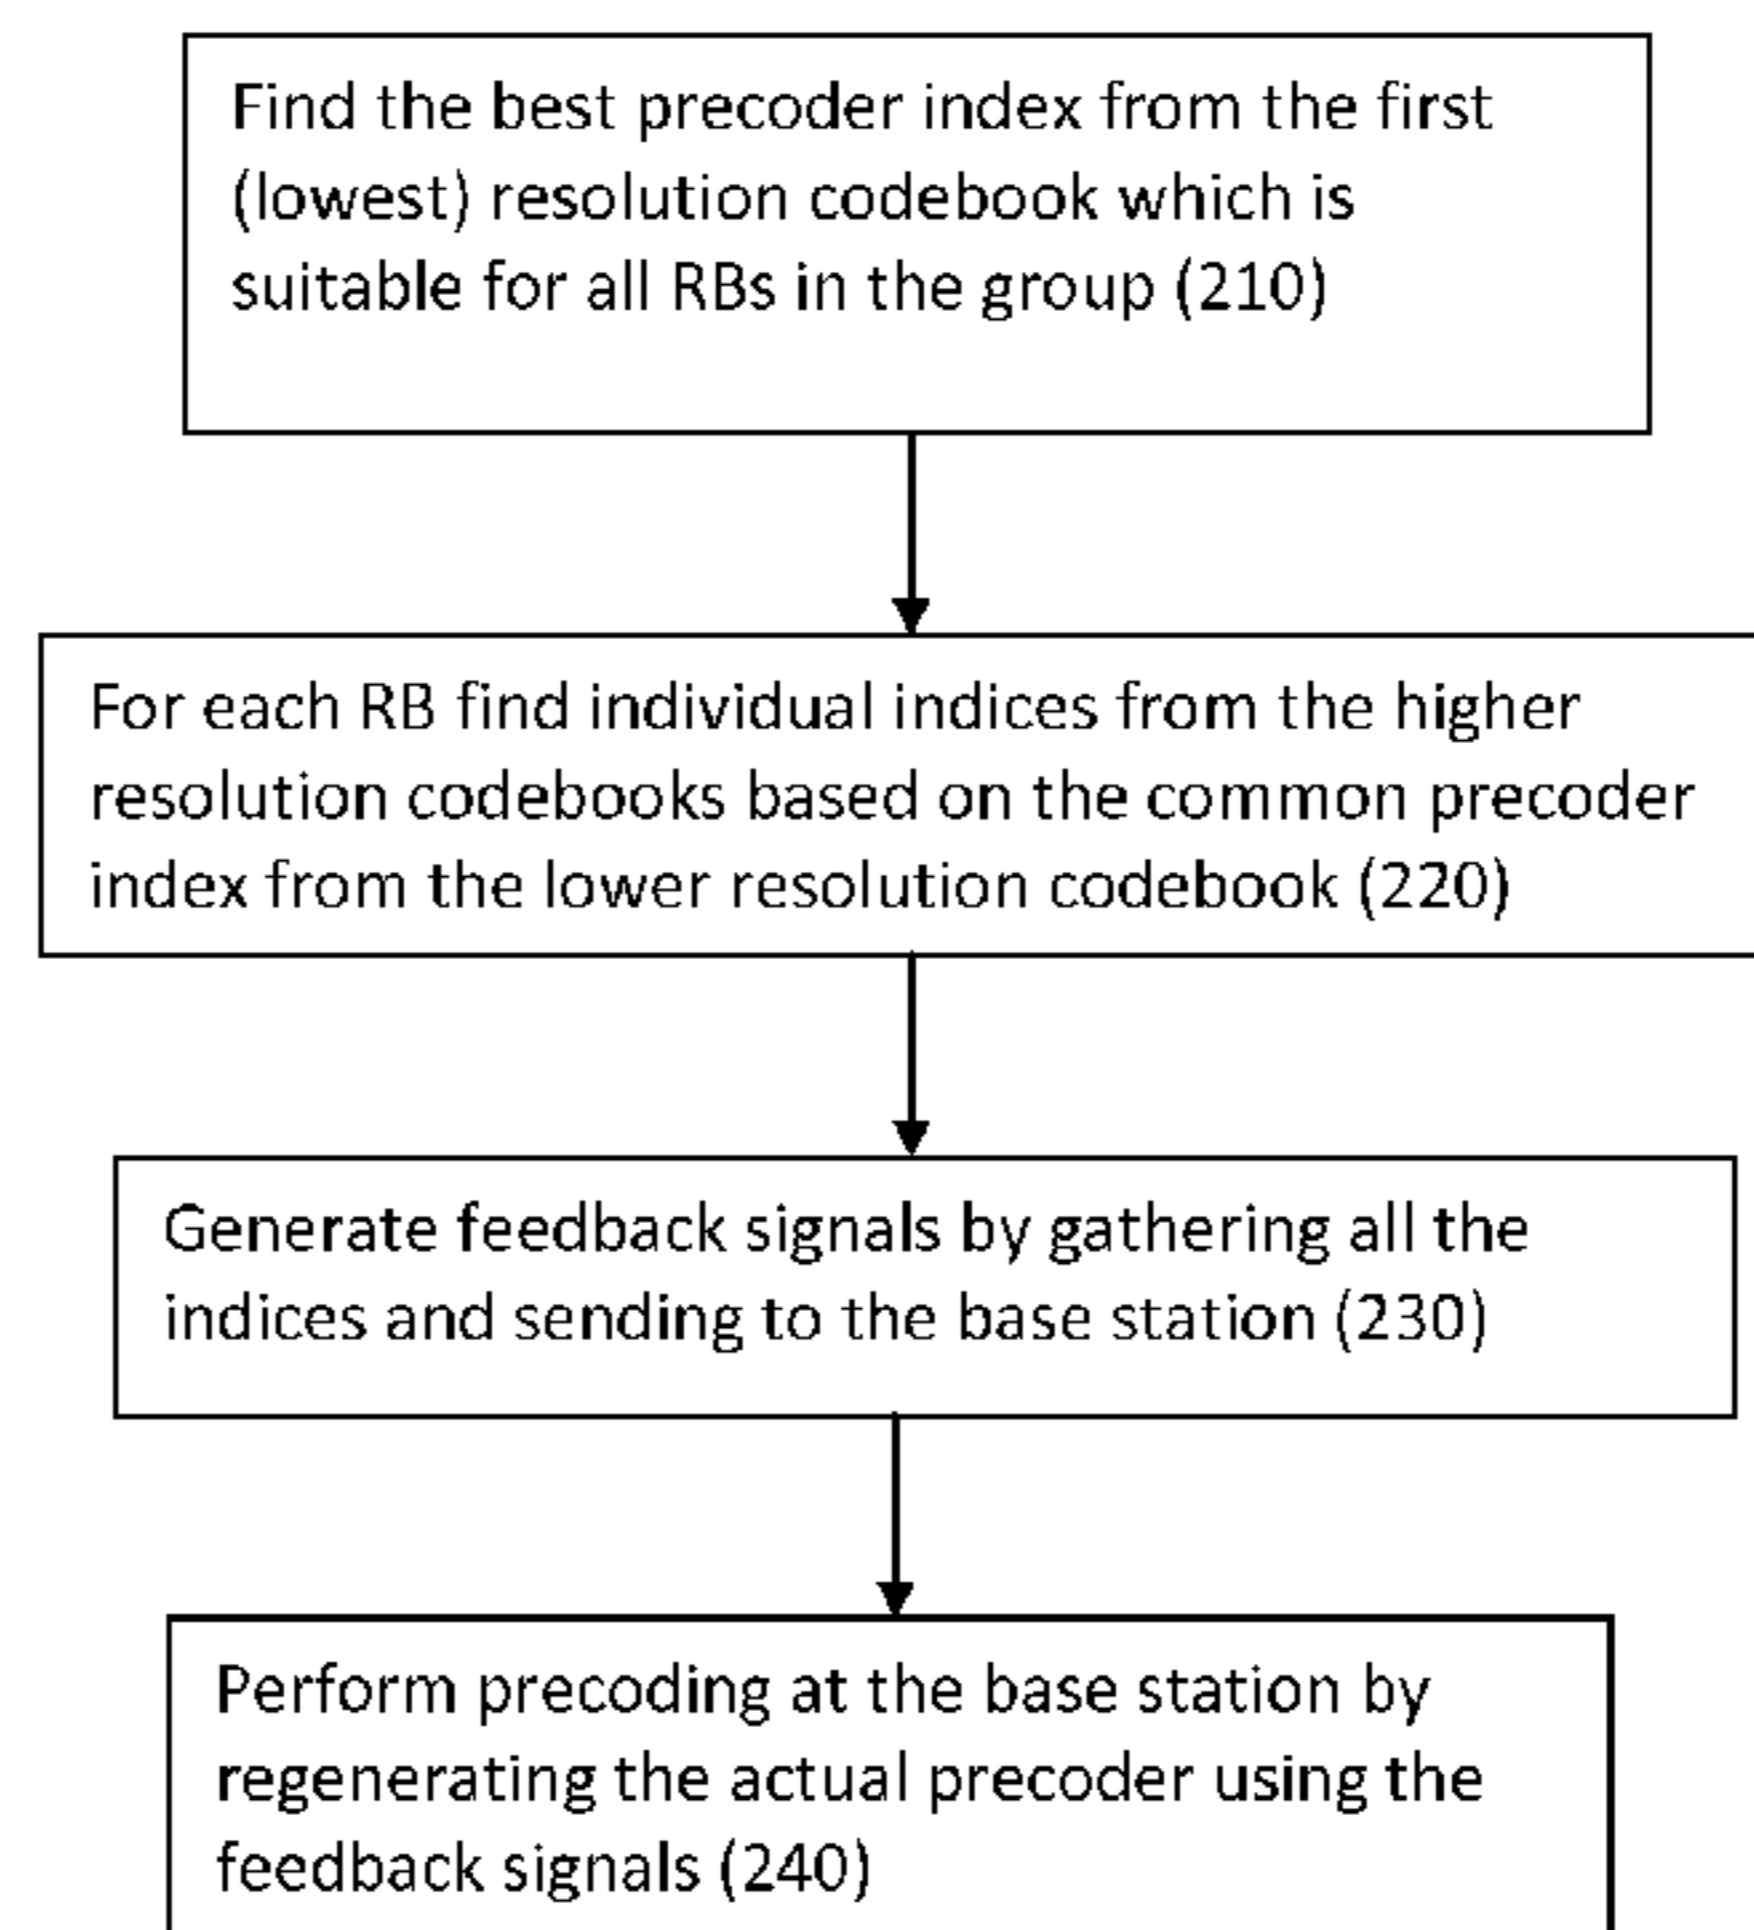 Find the best precoder index from the first
(lowest) resolution codebook which is
suitable for all RBs in the group (210)
For each RB find individual indices from the higher
resolution codebooks based on the common precoder
index from the lower resolution codebook (220)
Generate feedback signals by gathering all the
indices and sending to the base station (230)
Perform precoding at the base station by
regenerating the actual precoder using the
feedback signals (240)